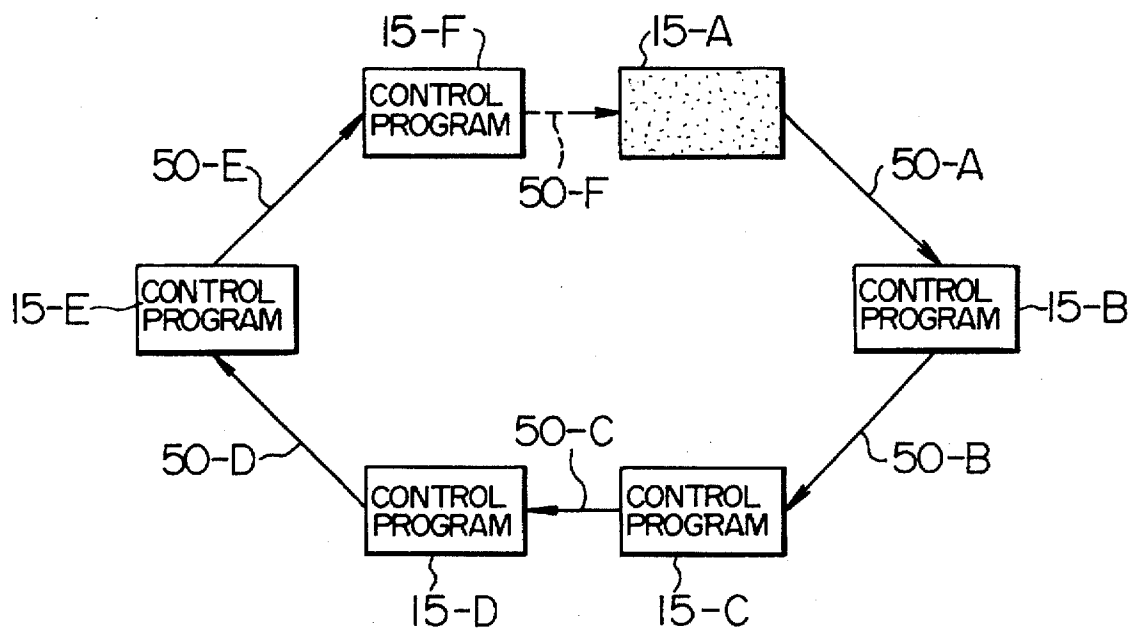 15-F
15-A
CONTROL
PROGRAM
50-E
50-F
50-A
15-E
CONTROL
PROGRAM
CONTROL
PROGRAM
15-B
50-D
50-C
50-B
CONTROL
PROGRAM
CONTROL
PROGRAM
15-D
15-C